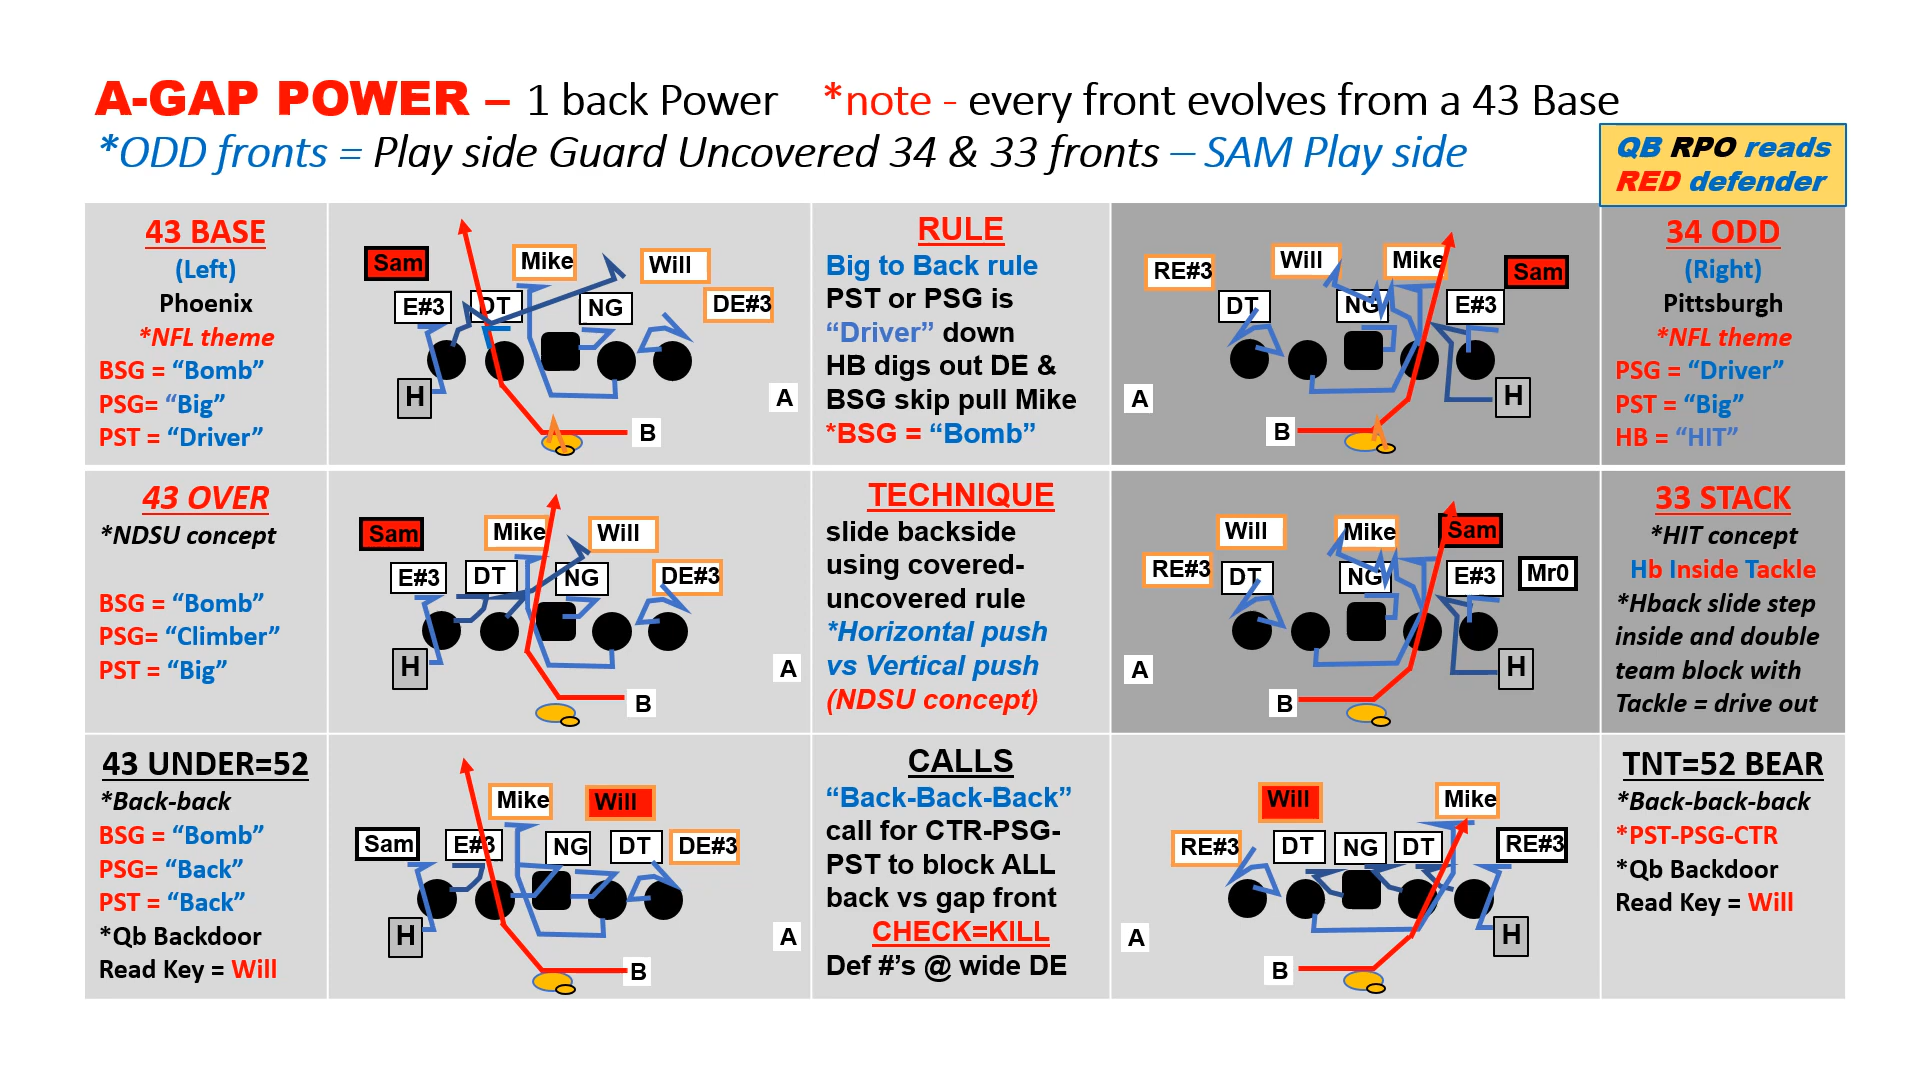 A-GAP POWER – 1 back Power *note - every front evolves from a 43 Base
*ODD fronts = Play side Guard Uncovered 34 & 33 fronts – SAM Play side
QB RPO reads
RED defender
43 BASE
(Left)
Phoenix
*NFL theme
BSG = “Bomb”
PSG= “Big”
PST = “Driver”
Sam
Mike
Will
E#3
DT
NG
DE#3
H
A
B
RULE
Big to Back rule
PST or PSG is
“Driver” down
HB digs out DE &
BSG skip pull Mike
*BSG = “Bomb”
RE#3
Will
Mike
Sam
DT
NG
E#3
A
H
B
34 ODD
(Right)
Pittsburgh
*NFL theme
PSG = “Driver”
PST = “Big”
HB = “HIT”
43 OVER
*NDSU concept
BSG = “Bomb”
PSG= “Climber”
PST = “Big”
Sam
Mike
Will
E#3
DT
NG
DE#3
H
A
B
TECHNIQUE
slide backside
using covered-
uncovered rule
*Horizontal push
vs Vertical push
(NDSU concept)
Will
Mike
Sam
RE#3
DT
NG
E#3
Mr0
A
H
B
33 STACK
*HIT concept
Hb Inside Tackle
*Hback slide step
inside and double
team block with
Tackle = drive out
43 UNDER=52
*Back-back
BSG = “Bomb”
PSG= “Back”
PST = “Back”
*Qb Backdoor
Read Key = Will
Mike
Will
Sam
E#3
NG
DT
DE#3
H
A
B
CALLS
“Back-Back-Back”
call for CTR-PSG-
PST to block ALL
back vs gap front
CHECK=KILL
Def #’s @ wide DE
Will
Mike
RE#3
DT
NG
DT
RE#3
A
H
B
TNT=52 BEAR
*Back-back-back
*PST-PSG-CTR
*Qb Backdoor
Read Key = Will